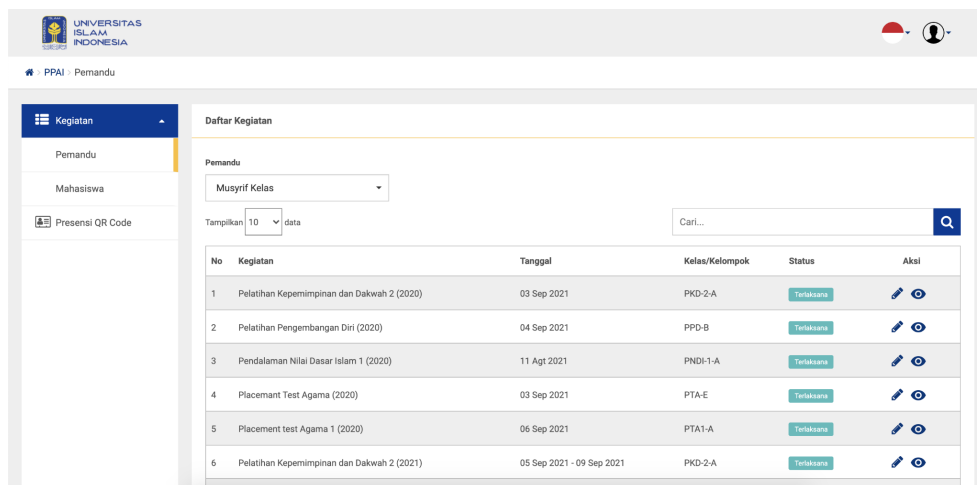 UNIVERSITAS
ISLAM
INDONESIA
PPAI > Pemandu
Kegiatan
Pemandu
Mahasiswa
Presensi QR Code
Daftar Kegiatan
Pemandu
Musyrif Kelas
Tampilkan 10 data
Cari...
No Kegiatan Tanggal Kelas/Kelompok Status Aksi
1 Pelatihan Kepemimpinan dan Dakwah 2 (2020) 03 Sep 2021 PKD-2-A Terlaksana
2 Pelatihan Pengembangan Diri (2020) 04 Sep 2021 PPD-B Terlaksana
3 Pendalaman Nilai Dasar Islam 1 (2020) 11 Agt 2021 PNDI-1-A Terlaksana
4 Placemant Test Agama (2020) 03 Sep 2021 PTA-E Terlaksana
5 Placement test Agama 1 (2020) 06 Sep 2021 PTA1-A Terlaksana
6 Pelatihan Kepemimpinan dan Dakwah 2 (2021) 05 Sep 2021 - 09 Sep 2021 PKD-2-A Terlaksana